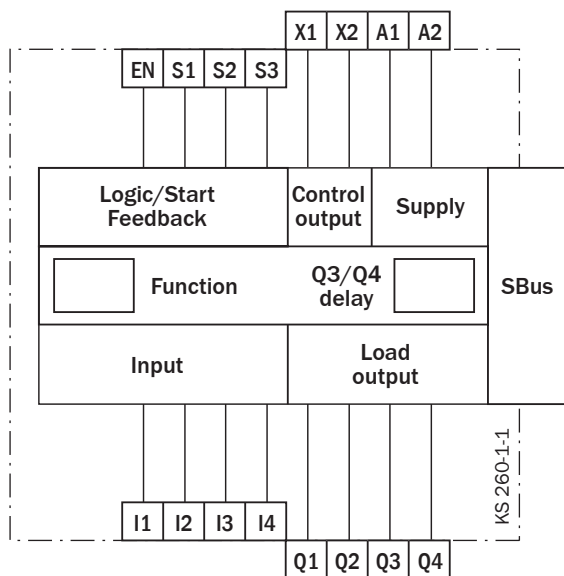 X1 X2 A1 A2
EN S1 S2 S3
Logic/Start
Feedback
Control
output
Supply
Function
Q3/Q4
delay
SBus
Input
Load
output
KS 260-1-1
I1 I2 I3 I4
Q1 Q2 Q3 Q4